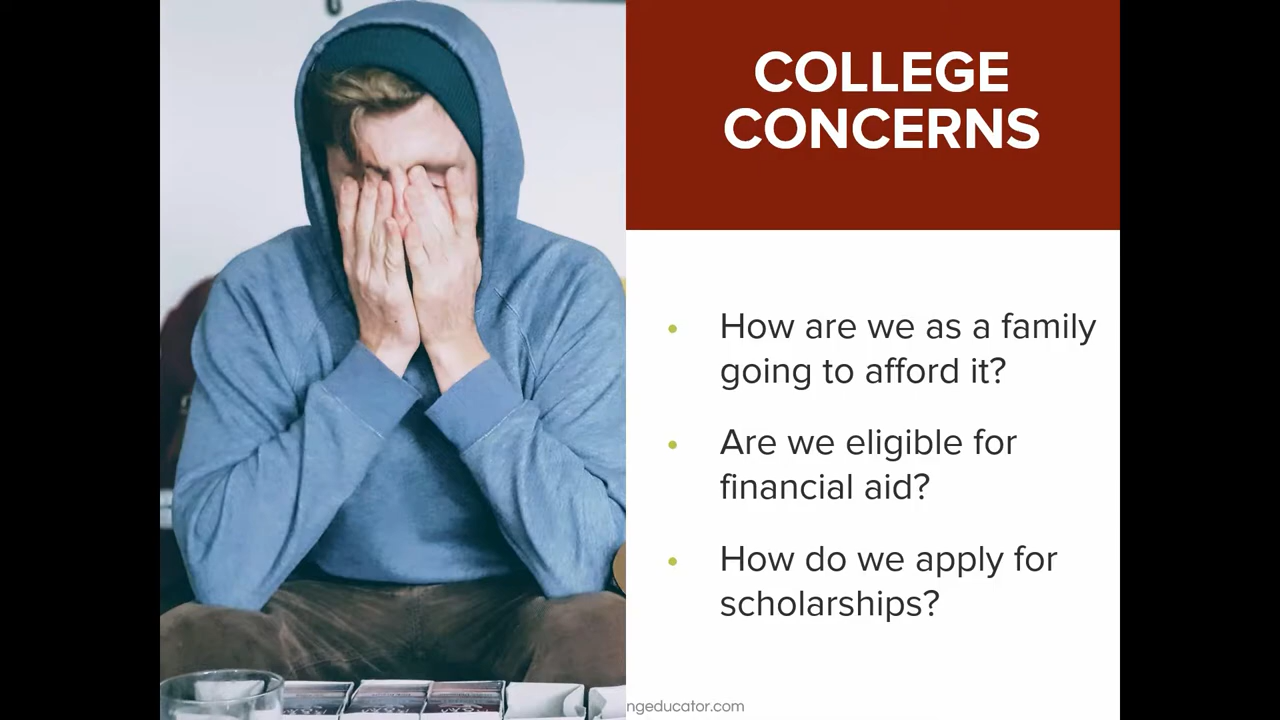 COLLEGE
CONCERNS
• How are we as a family
going to afford it?
• Are we eligible for
financial aid?
• How do we apply for
scholarships?
ngeducator.com